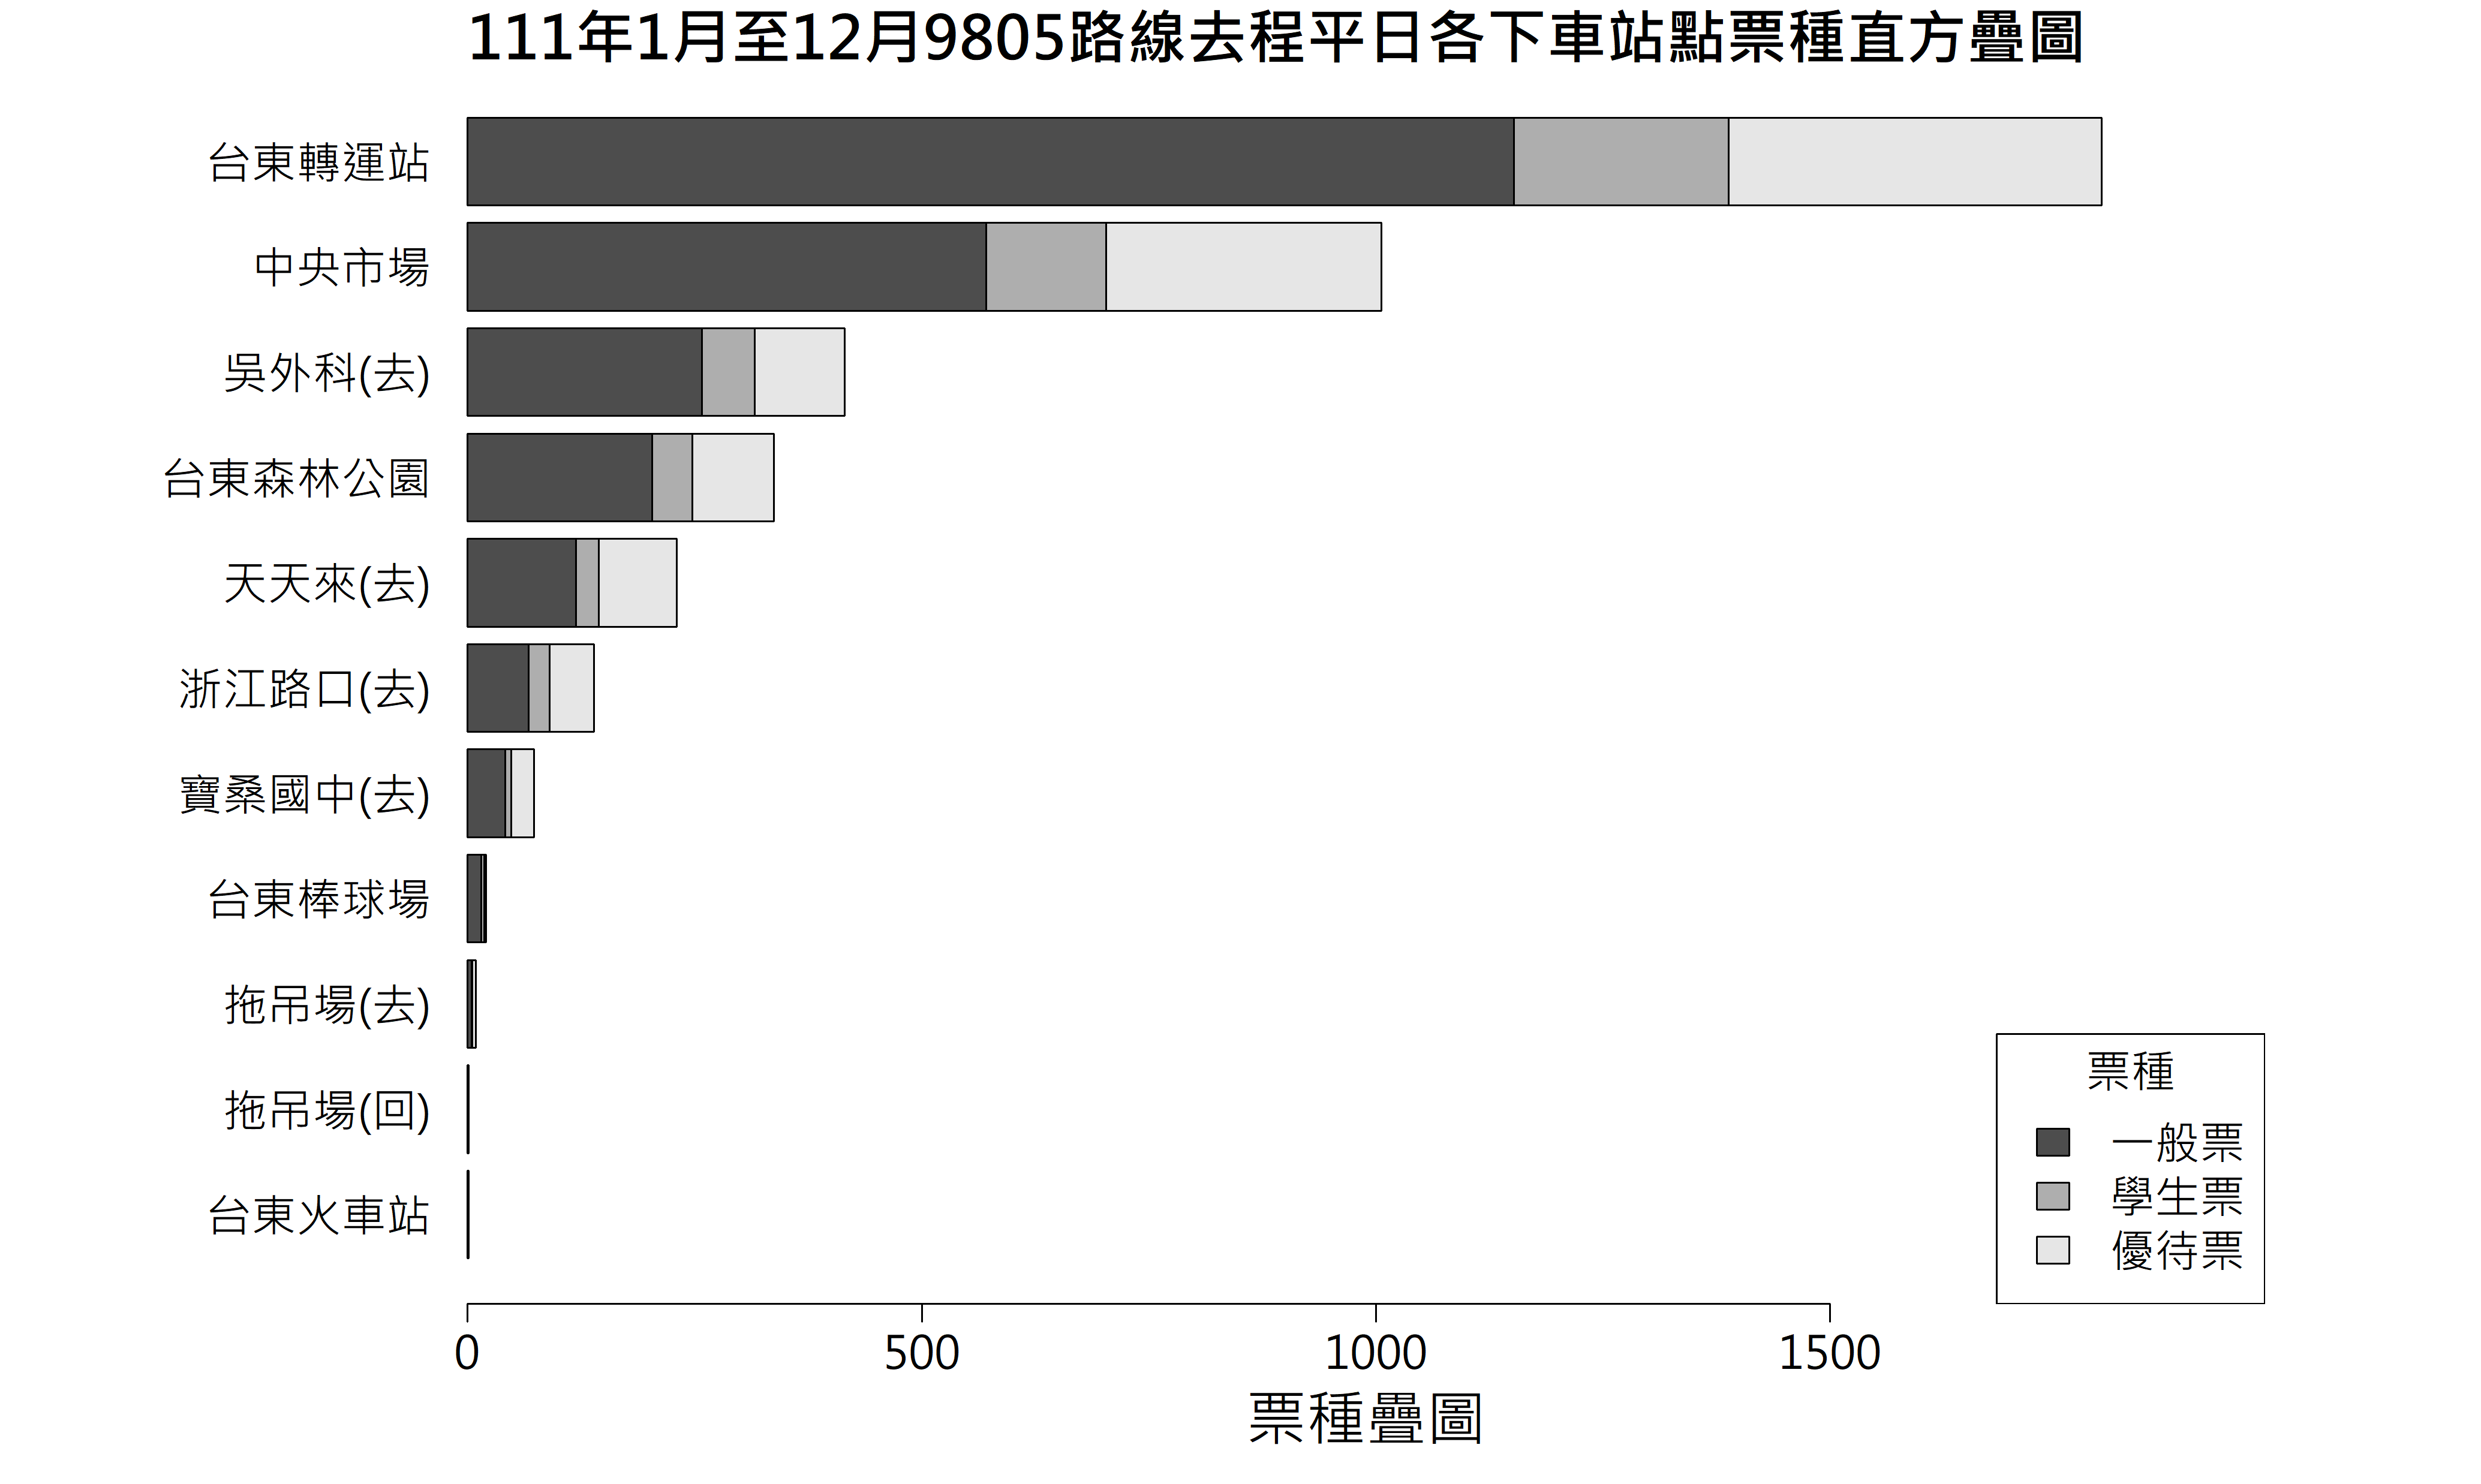 111年1月至12月9805路線去程平日各下車站點票種直方疊圖
台東轉運站
中央市場
吳外科(去)
台東森林公園
天天來(去)
浙江路口(去)
寶桑國中(去)
台東棒球場
拖吊場(去)
拖吊場(回)
台東火車站
票種
一般票
學生票
優待票
0 500 1000 1500
票種疊圖